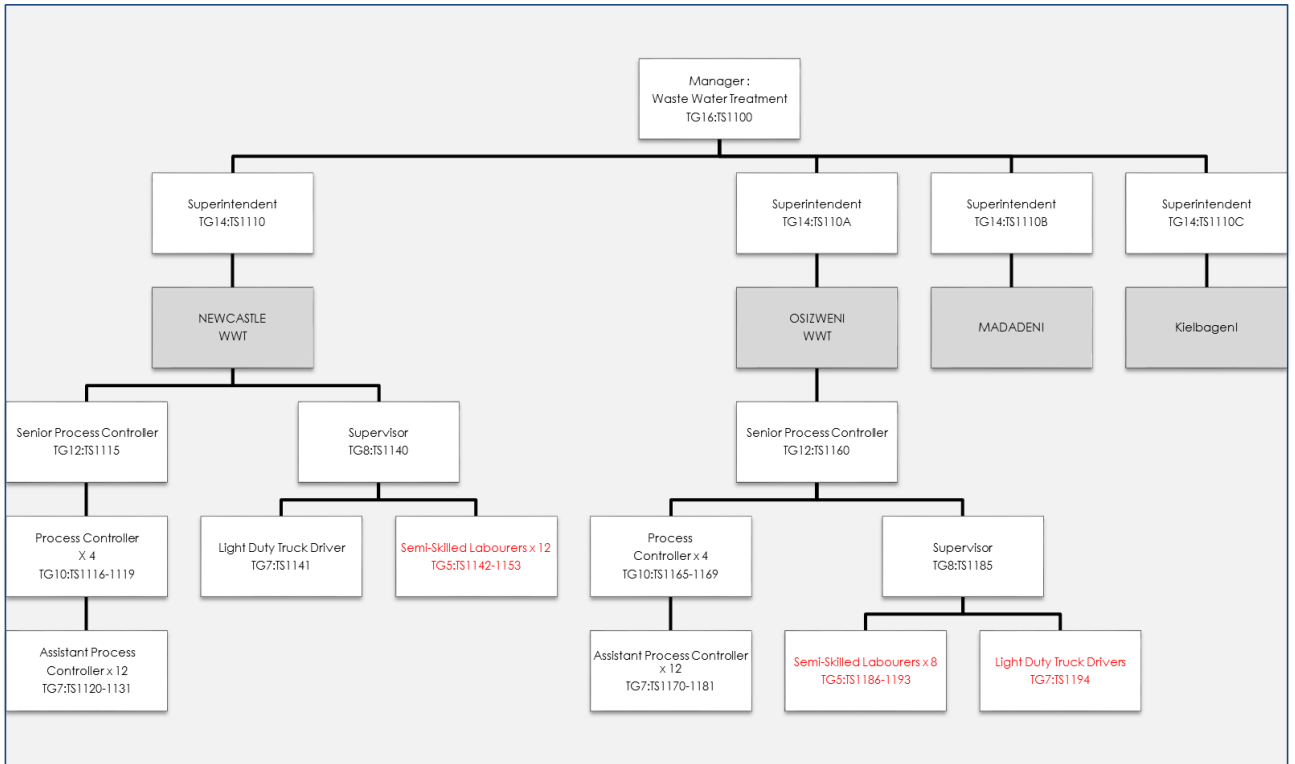 Manager :
Waste Water Treatment
TG16:TS1100
Superintendent
TG14:TS1110
Superintendent
TG14:TS110A
Superintendent
TG14:TS1110B
Superintendent
TG14:TS1110C
NEWCASTLE
WWT
OSIZWENI
WWT
MADADENI
KielbagenI
Senior Process Controller
TG12:TS1115
Supervisor
TG8:TS1140
Senior Process Controller
TG12:TS1160
Process Controller
X 4
TG10:TS1116-1119
Light Duty Truck Driver
TG7:TS1141
Semi-Skilled Labourers x 12
TG5:TS1142-1153
Process
Controller x 4
TG10:TS1165-1169
Supervisor
TG8:TS1185
Assistant Process
Controller x 12
TG7:TS1120-1131
Assistant Process Controller
x 12
TG7:TS1170-1181
Semi-Skilled Labourers x 8
TG5:TS1186-1193
Light Duty Truck Drivers
TG7:TS1194